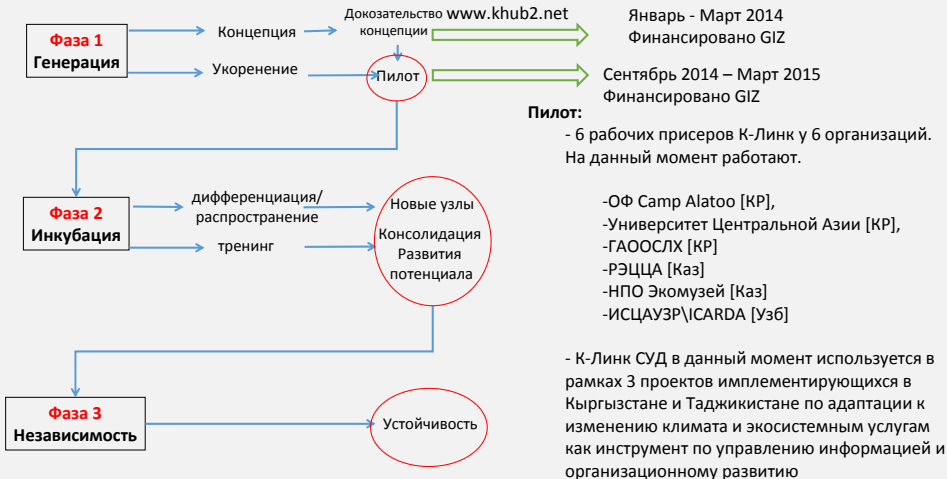 Фаза 1
Генерация
Концепция
Докозательство www.khub2.net
концепции
Январь - Март 2014
Финансировано GIZ
Укоренение
Пилот
Сентябрь 2014 – Март 2015
Финансировано GIZ
Пилот:
- 6 рабочих присеров К-Линк у 6 организаций.
На данный момент работают.
-ОФ Camp Alatoo [КР],
-Университет Центральной Азии [КР],
-ГАООСЛХ [КР]
-РЭЦЦА [Каз]
-НПО Экомузей [Каз]
-ИСЦАУЗР\ICARDA [Узб]
Фаза 2
Инкубация
дифференциация/
распространение
тренинг
Новые узлы
Консолидация
Развития
потенциала
- К-Линк СУД в данный момент используется в
рамках 3 проектов имплементирующихся в
Кыргызстане и Таджикистане по адаптации к
изменению климата и экосистемным услугам
как инструмент по управлению информацией и
организационному развитию
Фаза 3
Независимость
Устойчивость